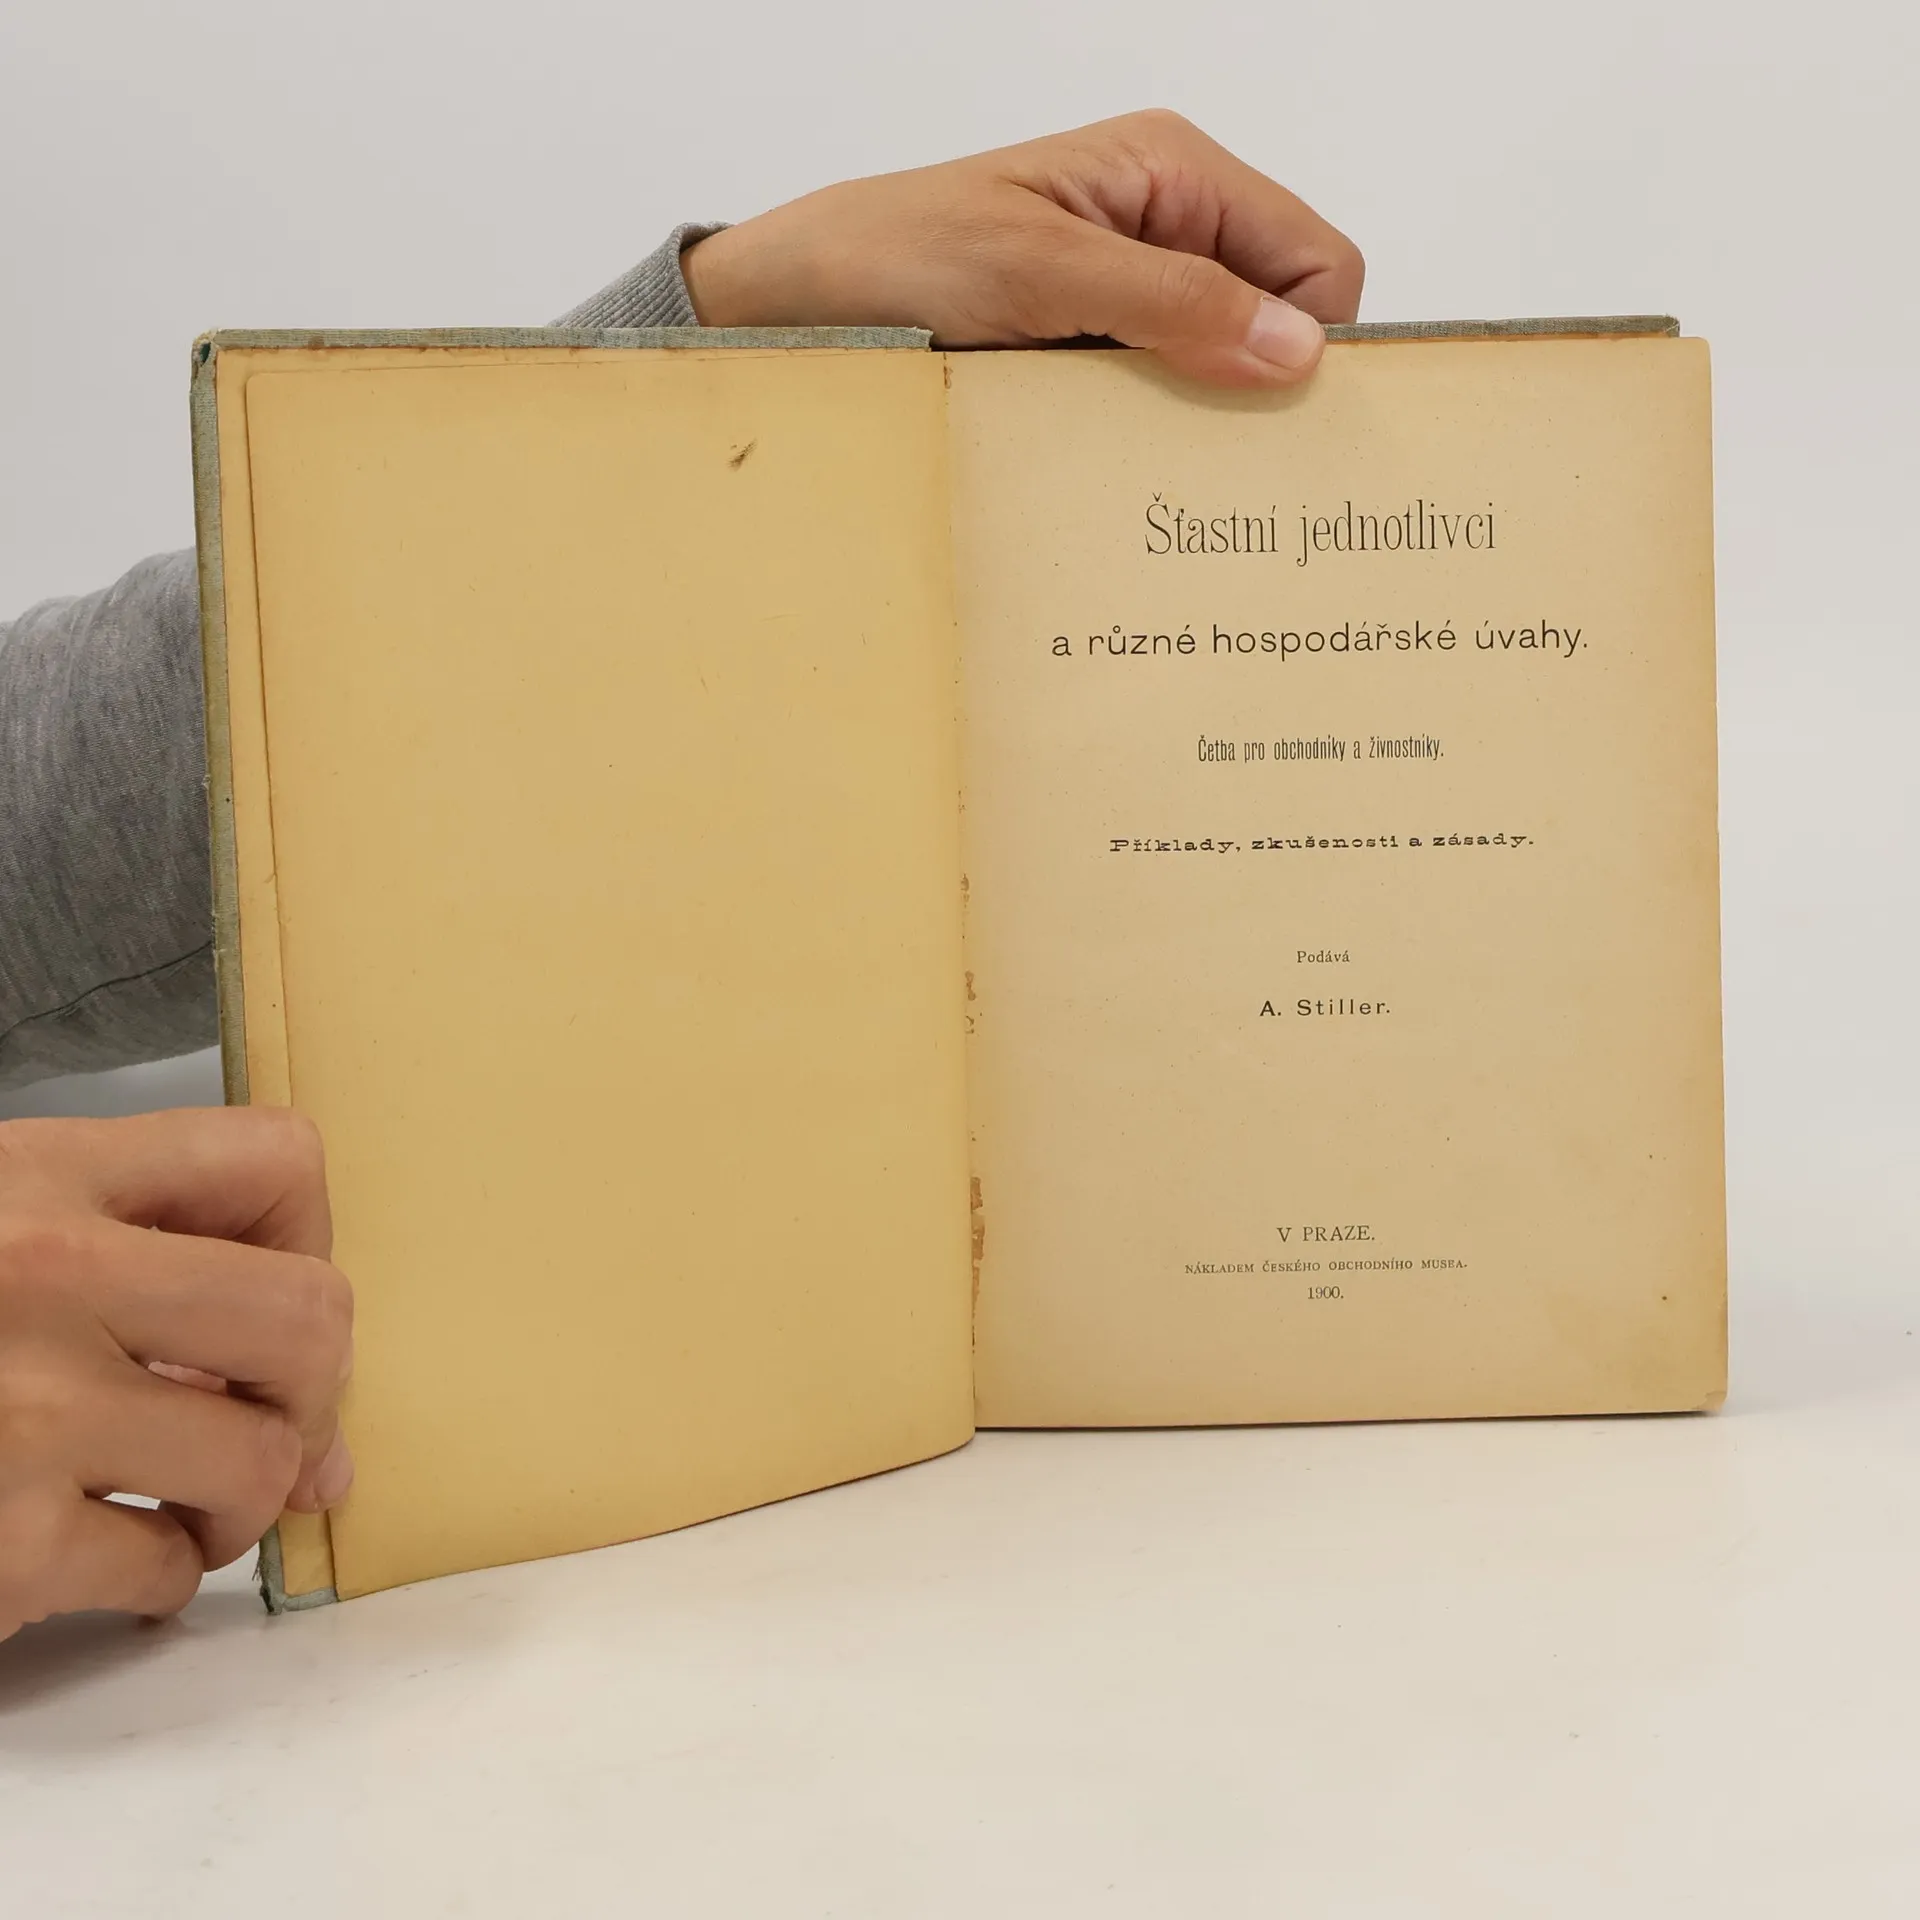 Šťastní jednotlivci
a různé hospodářské úvahy.
Četba pro obchodníky a živnostníky.
Příklady, zkušenosti a zásady.
Podává
A. Stiller.
V PRAZE.
NÁKLADEM ČESKÉHO OBCHODNÍHO MUSEA.
1900.